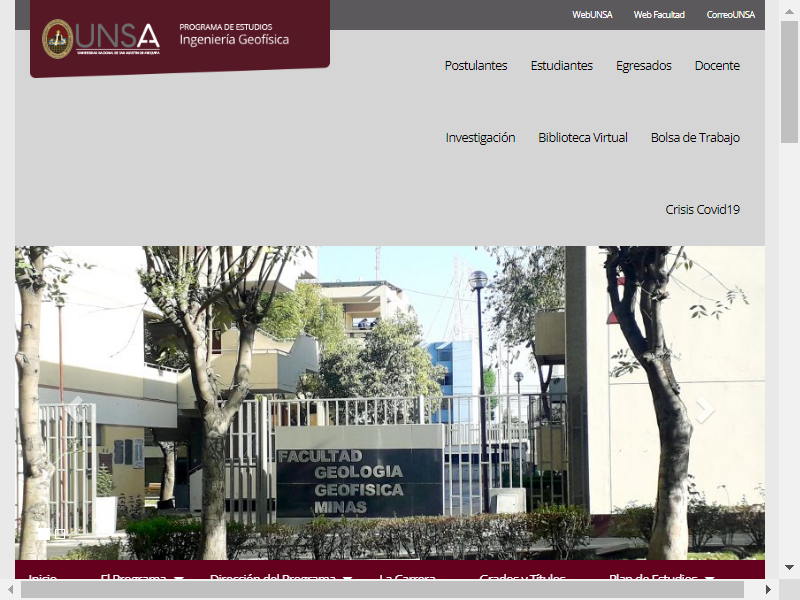 WebUNSA Web Facultad CorreoUNSA
UNSA
UNIVERSIDAD NACIONAL DE SAN AGUSTIN DE AREQUIPA
PROGRAMA DE ESTUDIOS
Ingeniería Geofísica
Postulantes Estudiantes Egresados Docente
Investigación Biblioteca Virtual Bolsa de Trabajo
Crisis Covid19
FACULTAD
GEOLOGIA
GEOFISICA
MINAS
Inicio El Programa Dirección del Programa La Carrera Grados y Títulos Plan de Estudios